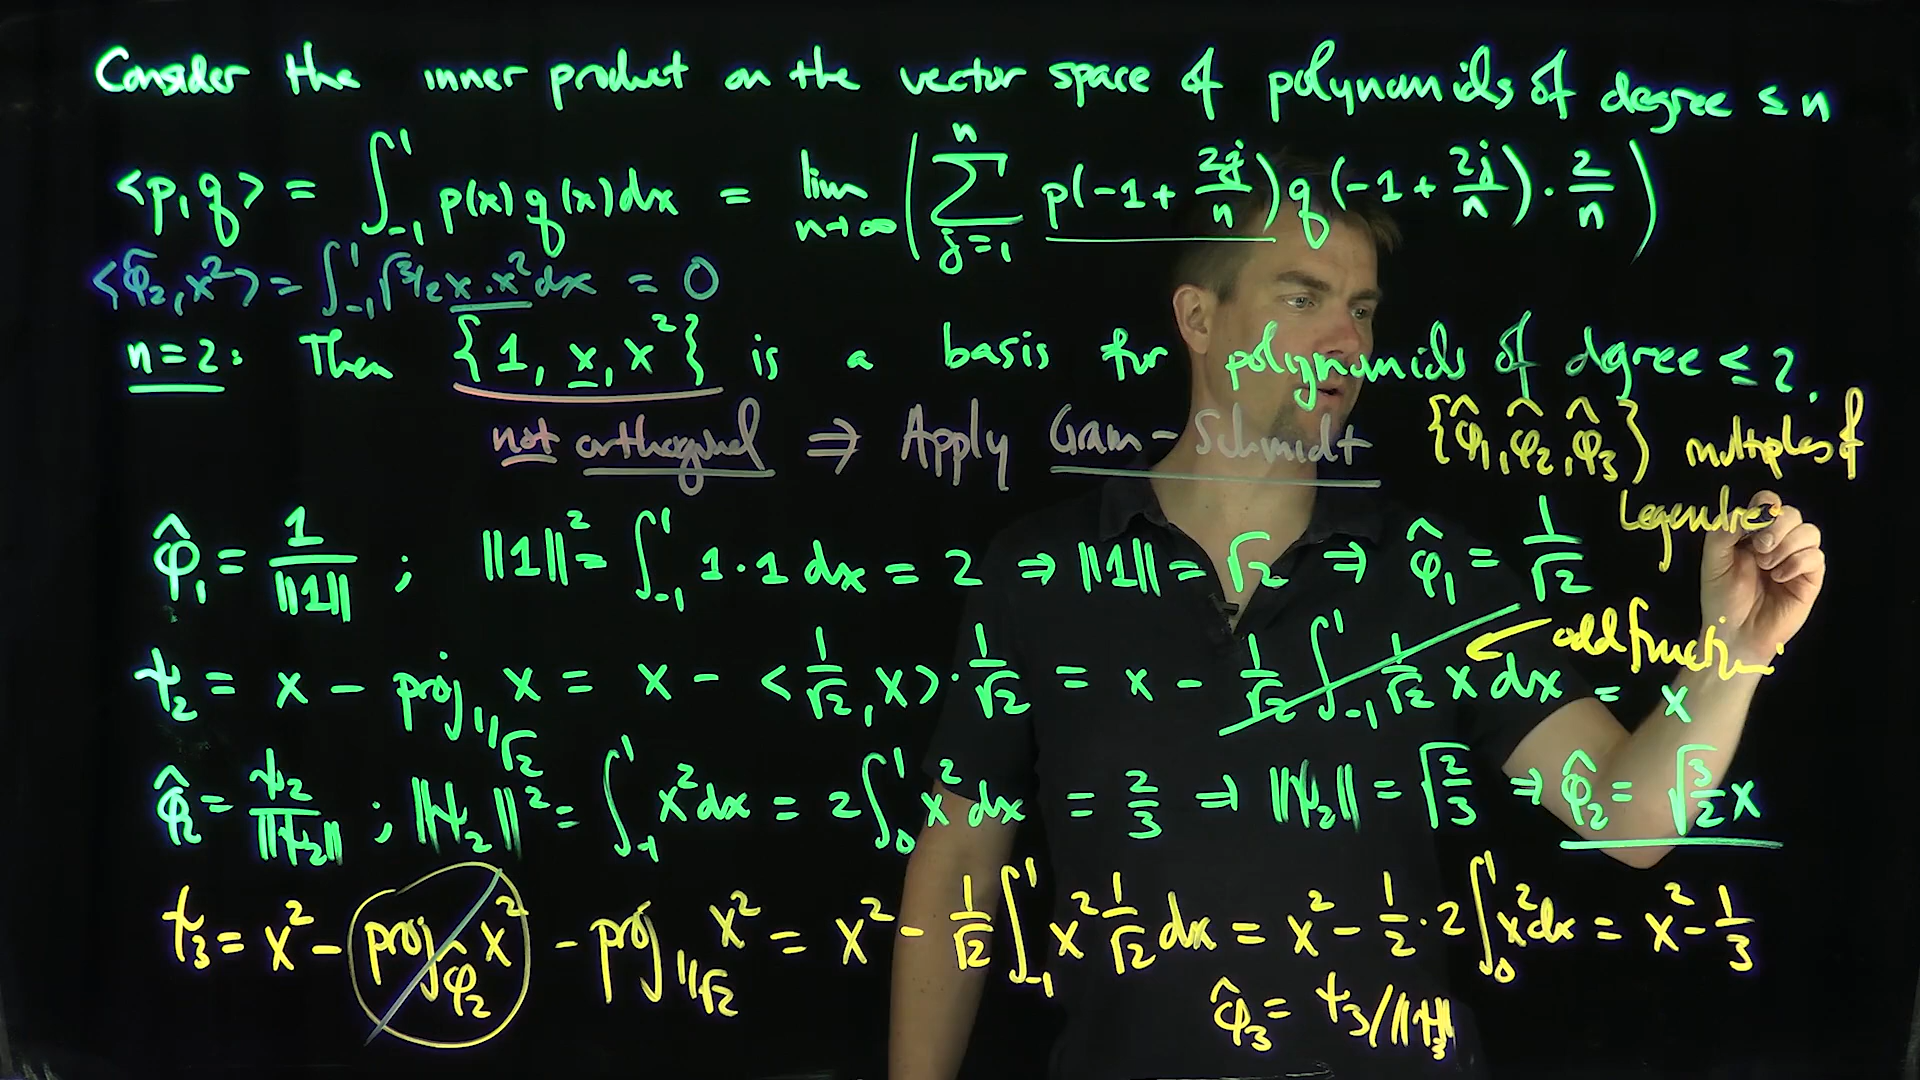 Consider the inner product on the vector space of polynomials of degree ≤ n
<p,q> = ∫_{-1}^{1} p(x) q(x) dx = lim_{n→∞} ( ∑_{j=1}^{n} p(-1 + 2j/n) q(-1 + 2j/n) · 2/n )
<φ̂₂, x²> = ∫_{-1}^{1} √3/2 x · x² dx = 0
n=2: Then {1, x, x²} is a basis for polynomials of degree ≤ 2.
not orthogonal ⇒ Apply Gram-Schmidt
{φ̂₁, φ̂₂, φ̂₃} multiples of
Legendre
φ̂₁ = 1/||1|| ; ||1||² = ∫_{-1}^{1} 1·1 dx = 2 ⇒ ||1|| = √2 ⇒ φ̂₁ = 1/√2
odd function
ψ₂ = x - proj_{1/√2} x = x - <1/√2, x> · 1/√2 = x - 1/√2 ∫_{-1}^{1} 1/√2 x dx = x
φ̂₂ = ψ₂/||ψ₂|| ; ||ψ₂||² = ∫_{-1}^{1} x² dx = 2 ∫_{0}^{1} x² dx = 2/3 ⇒ ||ψ₂|| = √2/3 ⇒ φ̂₂ = √3/2 x
ψ₃ = x² - proj_{φ̂₂} x² - proj_{1/√2} x² = x² - 1/√2 ∫_{-1}^{1} x² 1/√2 dx = x² - 1/2 · 2 ∫_{0}^{1} x² dx = x² - 1/3
φ̂₃ = ψ₃/||ψ₃||